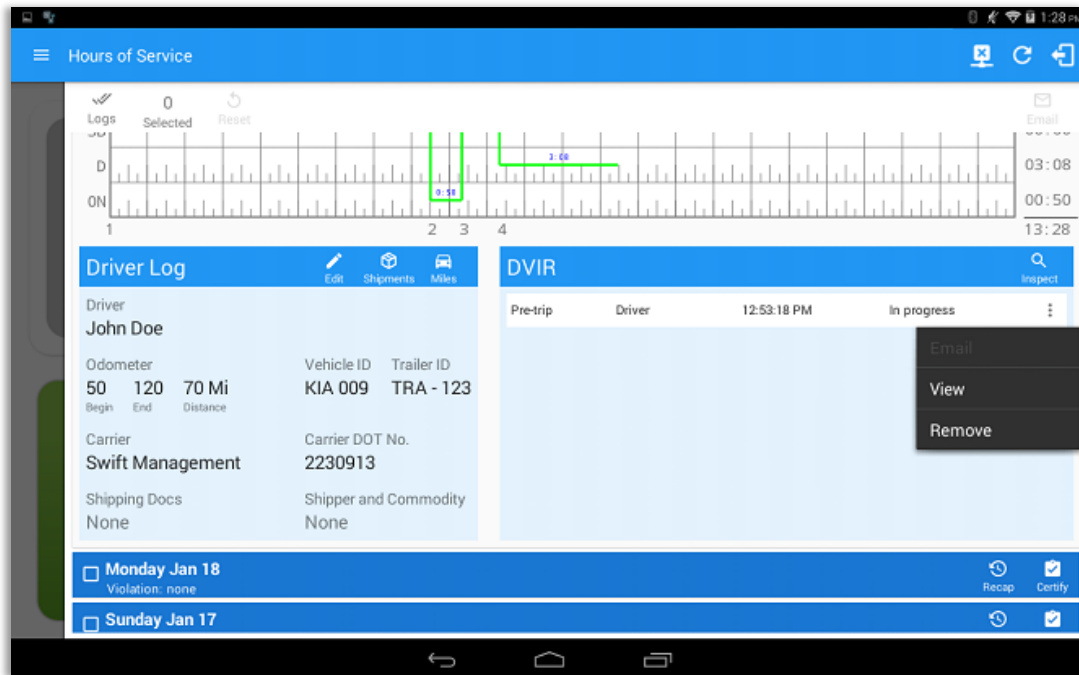 1:28 PM
Hours of Service
Logs
0
Selected
Reset
Email
D
3:08
03:08
ON
0:50
00:50
1 2 3 4
13:28
Driver Log
Edit Shipments Miles
DVIR
Inspect
Driver
John Doe
Pre-trip Driver 12:53:18 PM In progress
Email
View
Remove
Odometer Vehicle ID Trailer ID
50 120 70 Mi KIA 009 TRA - 123
Begin End Distance
Carrier Carrier DOT No.
Swift Management 2230913
Shipping Docs Shipper and Commodity
None None
Monday Jan 18
Violation: none
Recap Certify
Sunday Jan 17